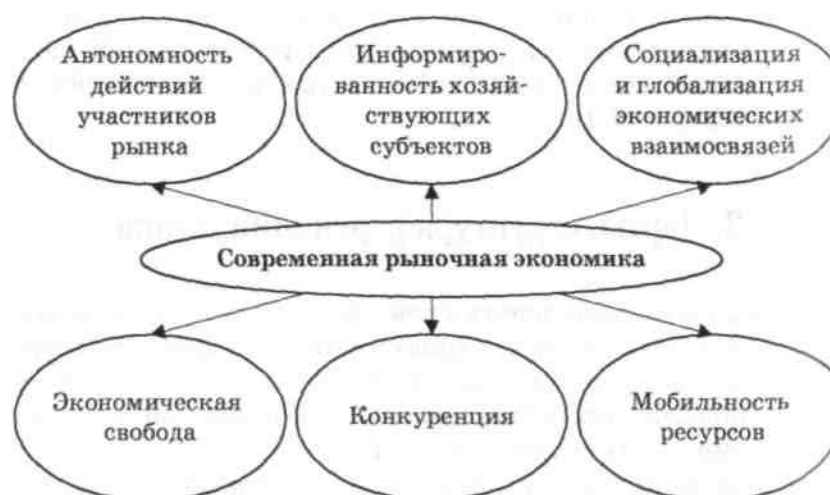 Автономность
действий
участников
рынка
Информиро-
ванность хозяй-
ствующих
субъектов
Социализация
и глобализация
экономических
взаимосвязей
Современная рыночная экономика
Экономическая
свобода
Конкуренция
Мобильность
ресурсов